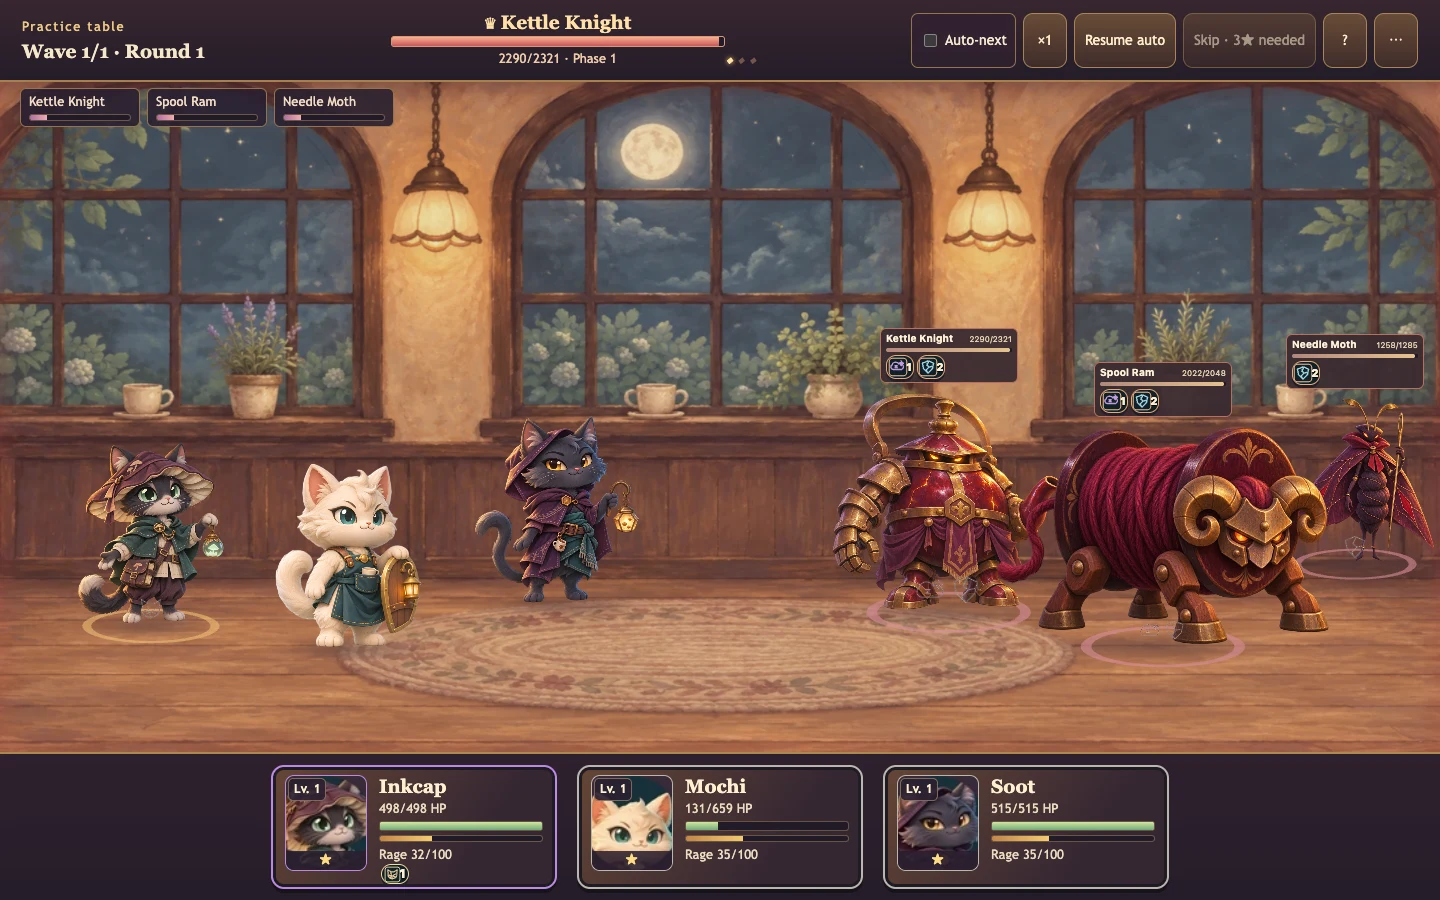 Practice table
Wave 1/1 · Round 1
♛ Kettle Knight
2290/2321 · Phase 1
Auto-next
×1
Resume auto
Skip · 3★ needed
?
···
Kettle Knight
Spool Ram
Needle Moth
Kettle Knight 2290/2321
1 2
Spool Ram 2022/2048
1 2
Needle Moth 1258/1285
2
Lv. 1
Inkcap
498/498 HP
Rage 32/100
1
Lv. 1
Mochi
131/659 HP
Rage 35/100
Lv. 1
Soot
515/515 HP
Rage 35/100